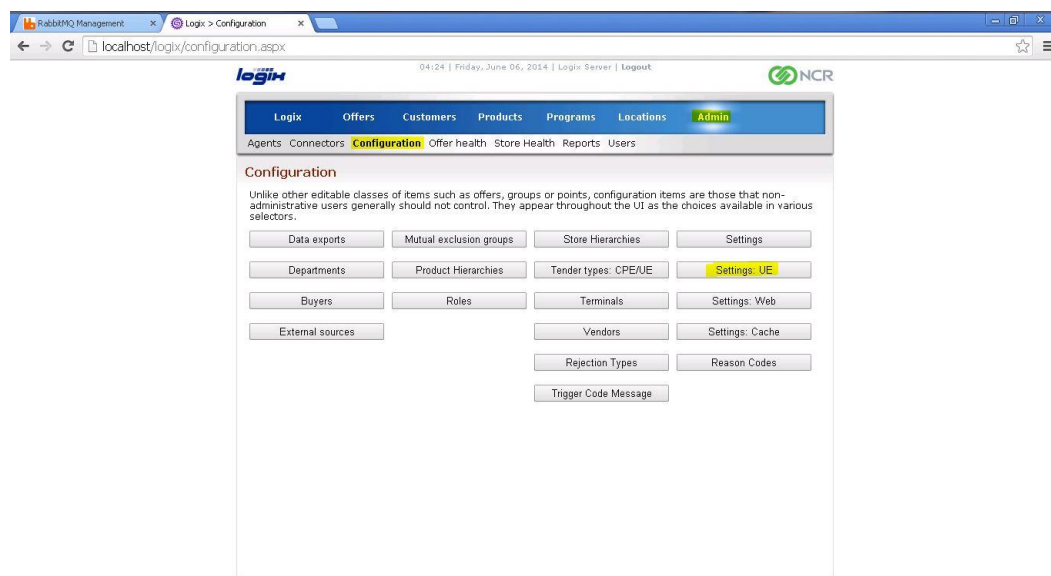 RabbitMQ Management
Logix > Configuration
localhost/logix/configuration.aspx
logix
04:24 | Friday, June 06, 2014 | Logix Server | Logout
NCR
Logix Offers Customers Products Programs Locations Admin
Agents Connectors Configuration Offer health Store Health Reports Users
Configuration
Unlike other editable classes of items such as offers, groups or points, configuration items are those that non-
administrative users generally should not control. They appear throughout the UI as the choices available in various
selectors.
Data exports Mutual exclusion groups Store Hierarchies Settings
Departments Product Hierarchies Tender types: CPE/UE Settings: UE
Buyers Roles Terminals Settings: Web
External sources Vendors Settings: Cache
Rejection Types Reason Codes
Trigger Code Message